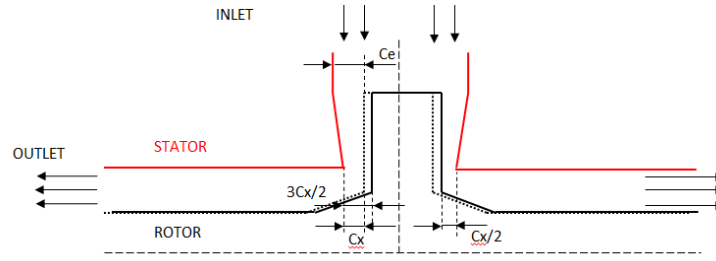 INLET
Ce
STATOR
OUTLET
3Cx/2
ROTOR
Cx
Cx/2